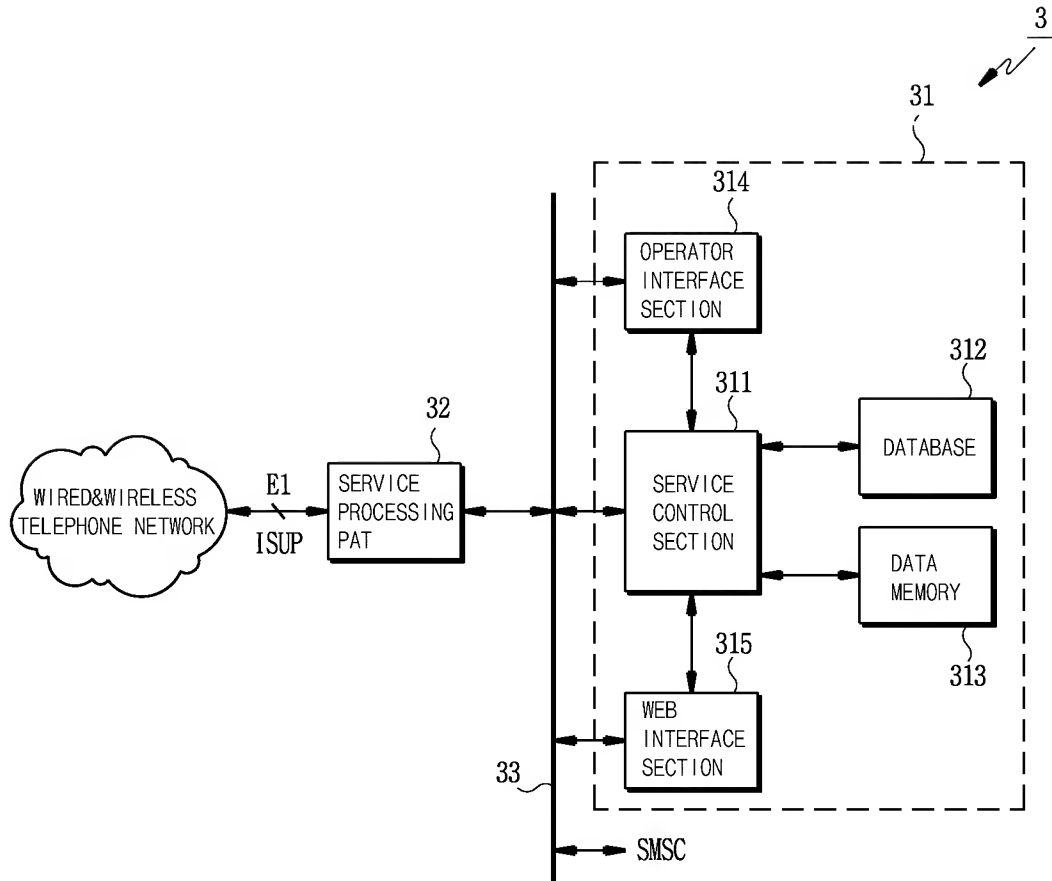 3
31
314
OPERATOR
INTERFACE
SECTION
312
DATABASE
311
SERVICE
CONTROL
SECTION
32
SERVICE
PROCESSING
PAT
WIRED&WIRELESS
TELEPHONE NETWORK
E1
ISUP
DATA
MEMORY
313
315
WEB
INTERFACE
SECTION
33
SMSC